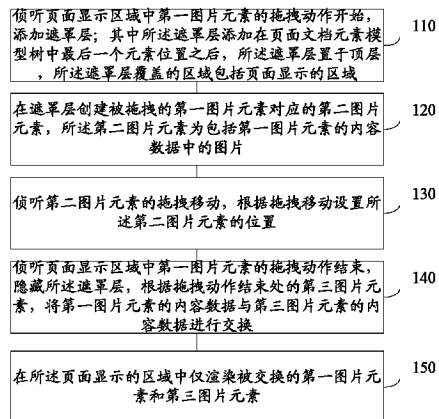 侦听页面显示区域中第一图片元素的拖拽动作开始，
添加遮罩层；其中所述遮罩层添加在页面文档元素模
型树中最后一个元素位置之后，所述遮罩层置于顶层
，所述遮罩层覆盖的区域包括页面显示的区域
110
在遮罩层创建被拖拽的第一图片元素对应的第二图片
元素，所述第二图片元素为包括第一图片元素的内容
数据中的图片
120
侦听第二图片元素的拖拽移动，根据拖拽移动设置所
述第二图片元素的位置
130
侦听页面显示区域中第一图片元素的拖拽动作结束，
隐藏所述遮罩层，根据拖拽动作结束处的第三图片元
素，将第一图片元素的内容数据与第三图片元素的内
容数据进行交换
140
在所述页面显示的区域中仅渲染被交换的第一图片元
素和第三图片元素
150